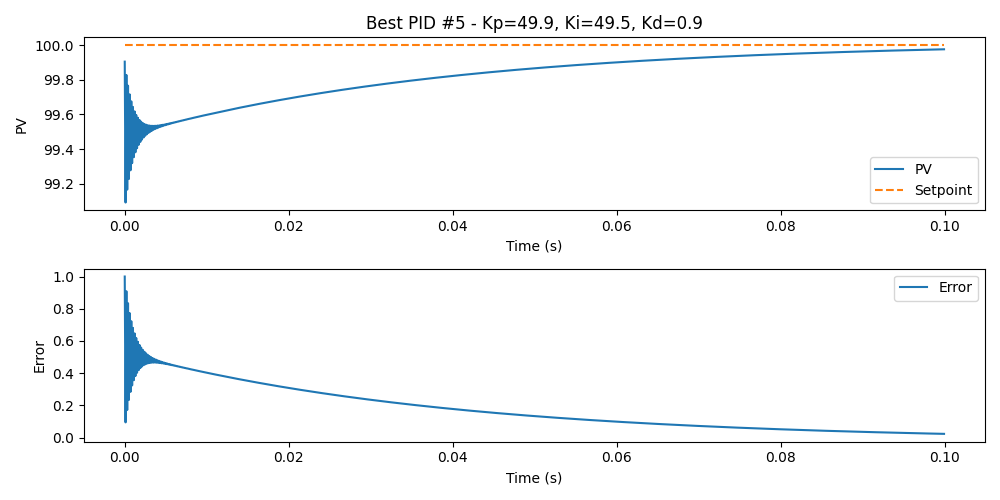 Best PID #5 - Kp=49.9, Ki=49.5, Kd=0.9
100.0
99.8
99.6
99.4
99.2
PV
PV
Setpoint
0.00 0.02 0.04 0.06 0.08 0.10
Time (s)
1.0
0.8
0.6
0.4
0.2
0.0
Error
Error
0.00 0.02 0.04 0.06 0.08 0.10
Time (s)